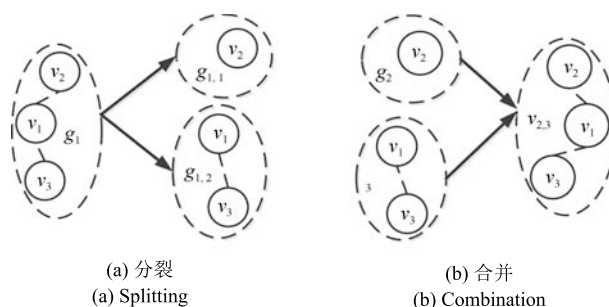 v₂
v₁
g₁
v₃
v₂
g₁,₁
v₁
g₁,₂
v₃
v₂
g₂
v₁
3
v₃
v₂
v₂,₃
v₁
v₃
(a) 分裂
(a) Splitting
(b) 合并
(b) Combination